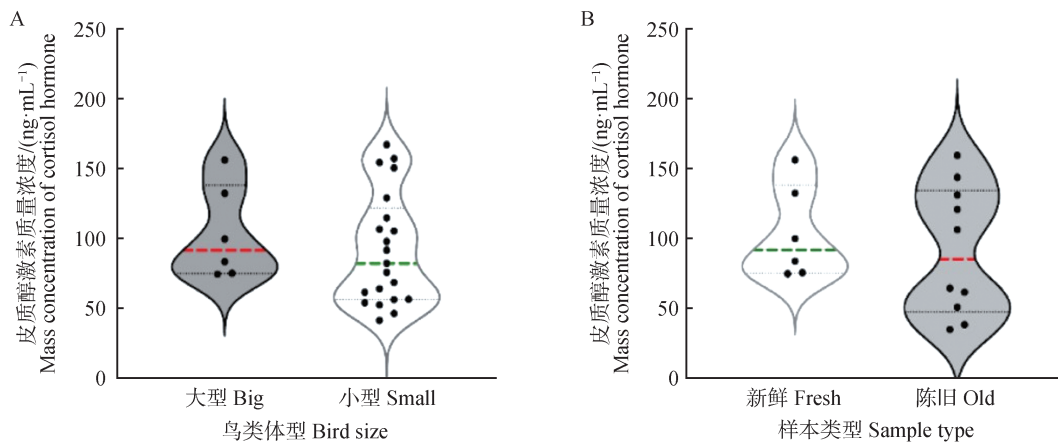 A
皮质醇激素质量浓度/(ng·mL⁻¹)
Mass concentration of cortisol hormone
250
200
150
100
50
0
大型 Big
小型 Small
鸟类体型 Bird size
B
皮质醇激素质量浓度/(ng·mL⁻¹)
Mass concentration of cortisol hormone
250
200
150
100
50
0
新鲜 Fresh
陈旧 Old
样本类型 Sample type